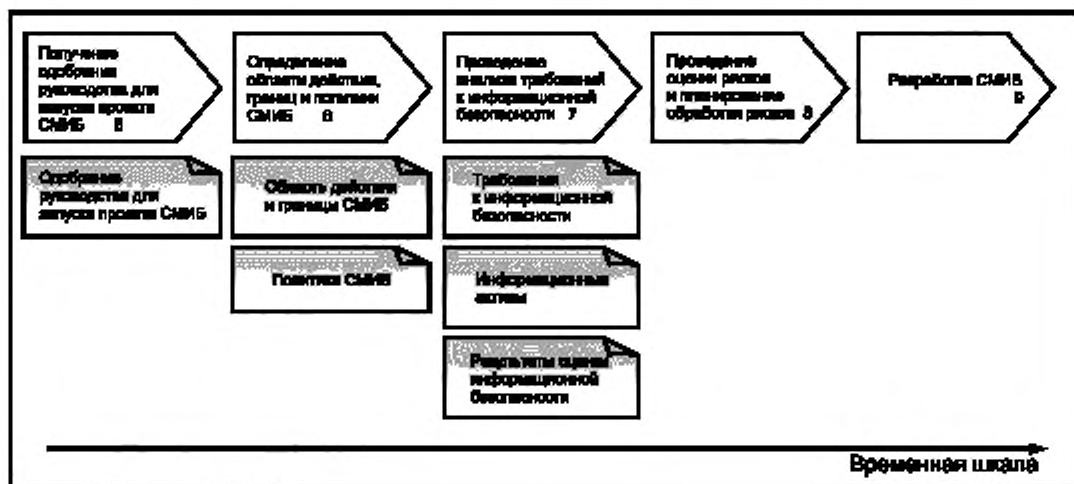 Получение
одобрения
руководства для
запуска проекта
СМИБ 5
Определение
области действия,
границ и политики
СМИБ 6
Проведение
анализа требований
к информационной
безопасности 7
Проведение
оценки рисков
и планирование
обработки рисков 8
Разработка СМИБ
9
Одобрение
руководства для
запуска проекта СМИБ
Область действия
и границы СМИБ
Требования
к информационной
безопасности
Политика СМИБ
Информационные
активы
Результаты оценки
информационной
безопасности
Временная шкала